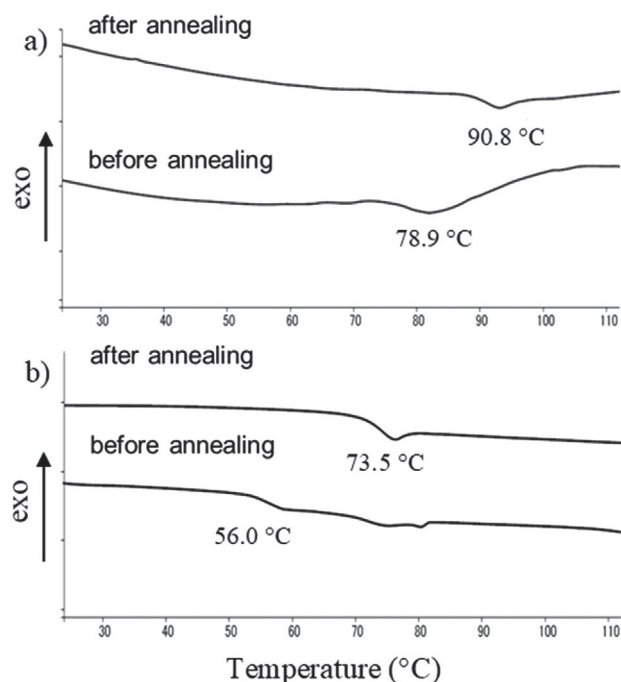 a)
after annealing
90.8 °C
before annealing
78.9 °C
exo
30 40 50 60 70 80 90 100 110
b)
after annealing
73.5 °C
before annealing
56.0 °C
exo
30 40 50 60 70 80 90 100 110
Temperature (°C)